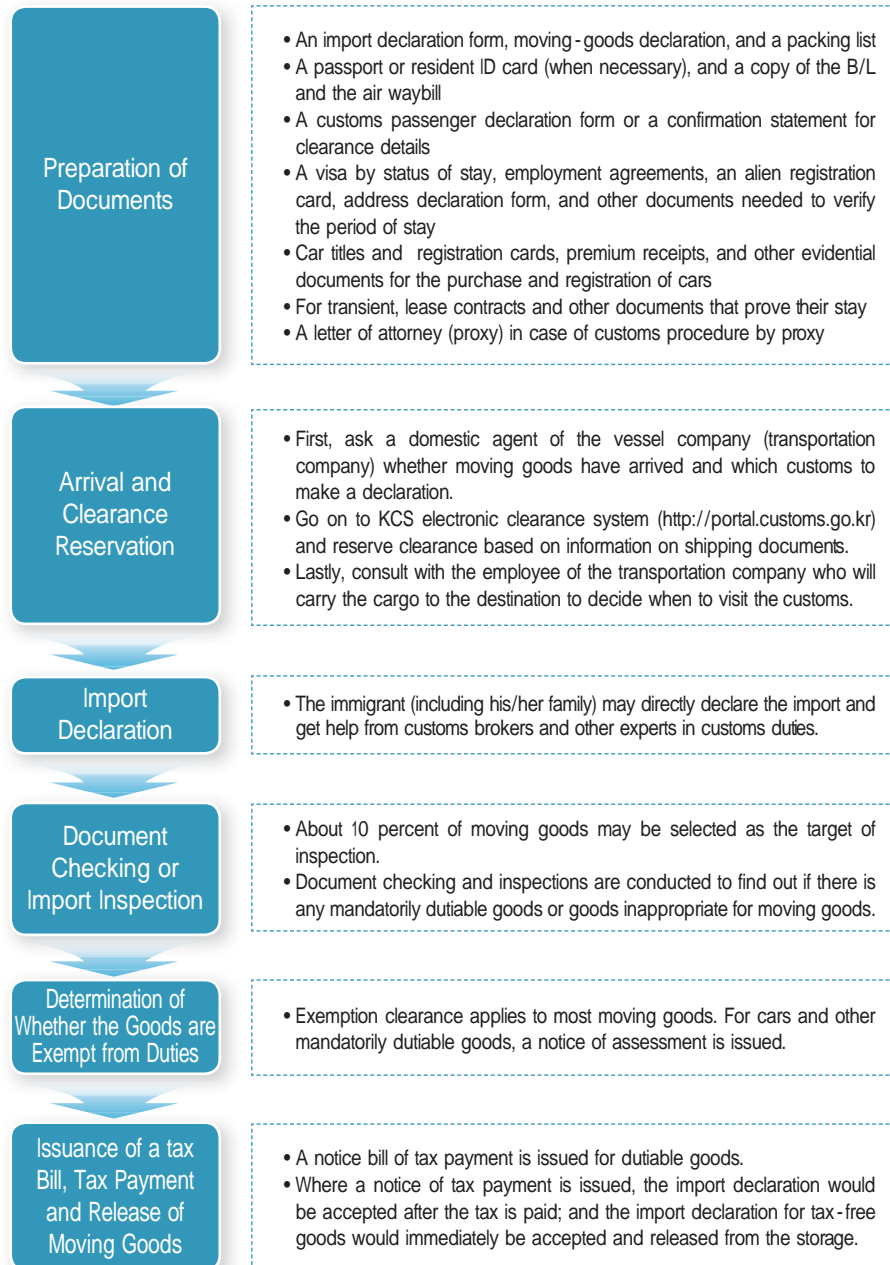 Preparation of
Documents
• An import declaration form, moving-goods declaration, and a packing list
• A passport or resident ID card (when necessary), and a copy of the B/L
and the air waybill
• A customs passenger declaration form or a confirmation statement for
clearance details
• A visa by status of stay, employment agreements, an alien registration
card, address declaration form, and other documents needed to verify
the period of stay
• Car titles and registration cards, premium receipts, and other evidential
documents for the purchase and registration of cars
• For transient, lease contracts and other documents that prove their stay
• A letter of attorney (proxy) in case of customs procedure by proxy
Arrival and
Clearance
Reservation
• First, ask a domestic agent of the vessel company (transportation
company) whether moving goods have arrived and which customs to
make a declaration.
• Go on to KCS electronic clearance system (http://portal.customs.go.kr)
and reserve clearance based on information on shipping documents.
• Lastly, consult with the employee of the transportation company who will
carry the cargo to the destination to decide when to visit the customs.
Import
Declaration
• The immigrant (including his/her family) may directly declare the import and
get help from customs brokers and other experts in customs duties.
Document
Checking or
Import Inspection
• About 10 percent of moving goods may be selected as the target of
inspection.
• Document checking and inspections are conducted to find out if there is
any mandatorily dutiable goods or goods inappropriate for moving goods.
Determination of
Whether the Goods are
Exempt from Duties
• Exemption clearance applies to most moving goods. For cars and other
mandatorily dutiable goods, a notice of assessment is issued.
Issuance of a tax
Bill, Tax Payment
and Release of
Moving Goods
• A notice bill of tax payment is issued for dutiable goods.
• Where a notice of tax payment is issued, the import declaration would
be accepted after the tax is paid; and the import declaration for tax-free
goods would immediately be accepted and released from the storage.